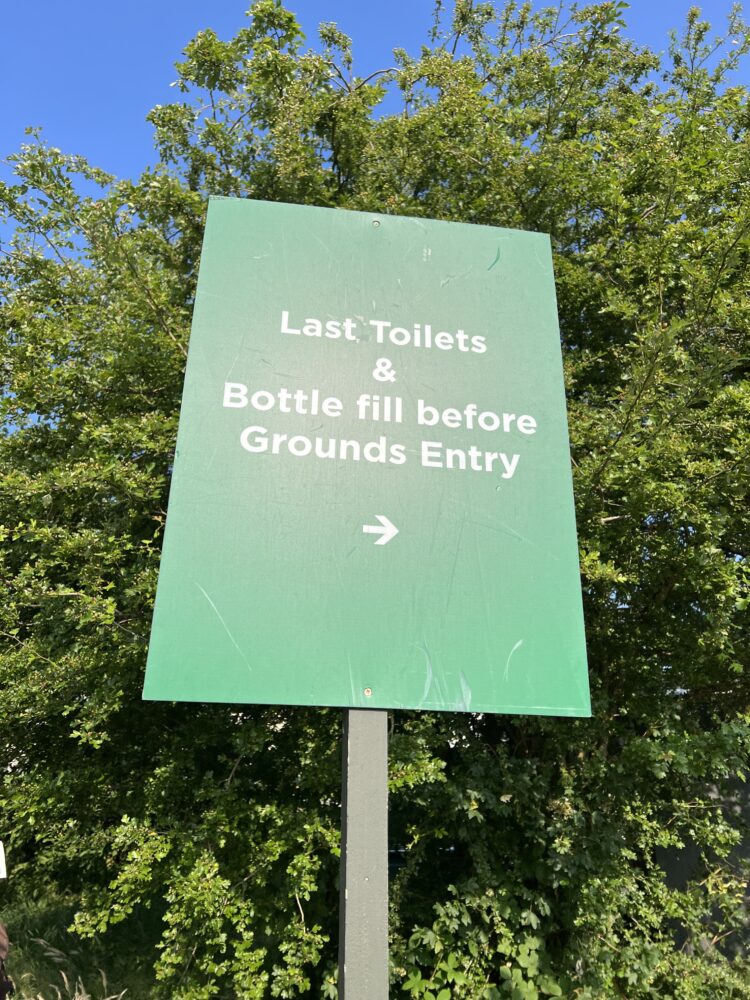 Last Toilets
&
Bottle fill before
Grounds Entry
→